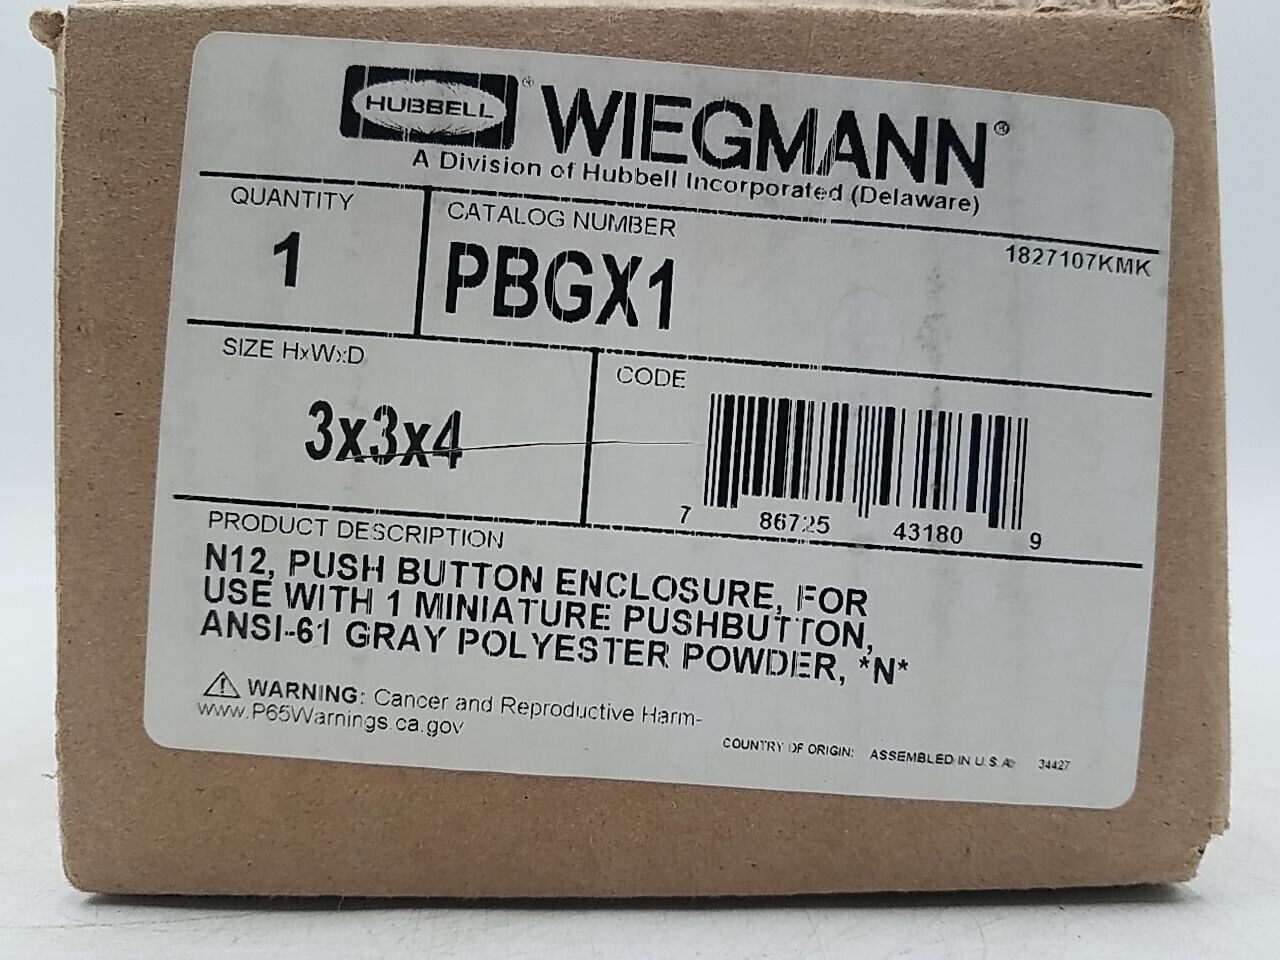 HUBBELL® WIEGMANN®
A Division of Hubbell Incorporated (Delaware)
QUANTITY
1
CATALOG NUMBER
PBGX1
1827107KMK
SIZE HxWxD
3x3x4
CODE
7 86725 43180 9
PRODUCT DESCRIPTION
N12, PUSH BUTTON ENCLOSURE, FOR
USE WITH 1 MINIATURE PUSHBUTTON,
ANSI-61 GRAY POLYESTER POWDER, *N*
WARNING: Cancer and Reproductive Harm-
www.P65Warnings.ca.gov
COUNTRY OF ORIGIN: ASSEMBLED IN U.S.A. 34427